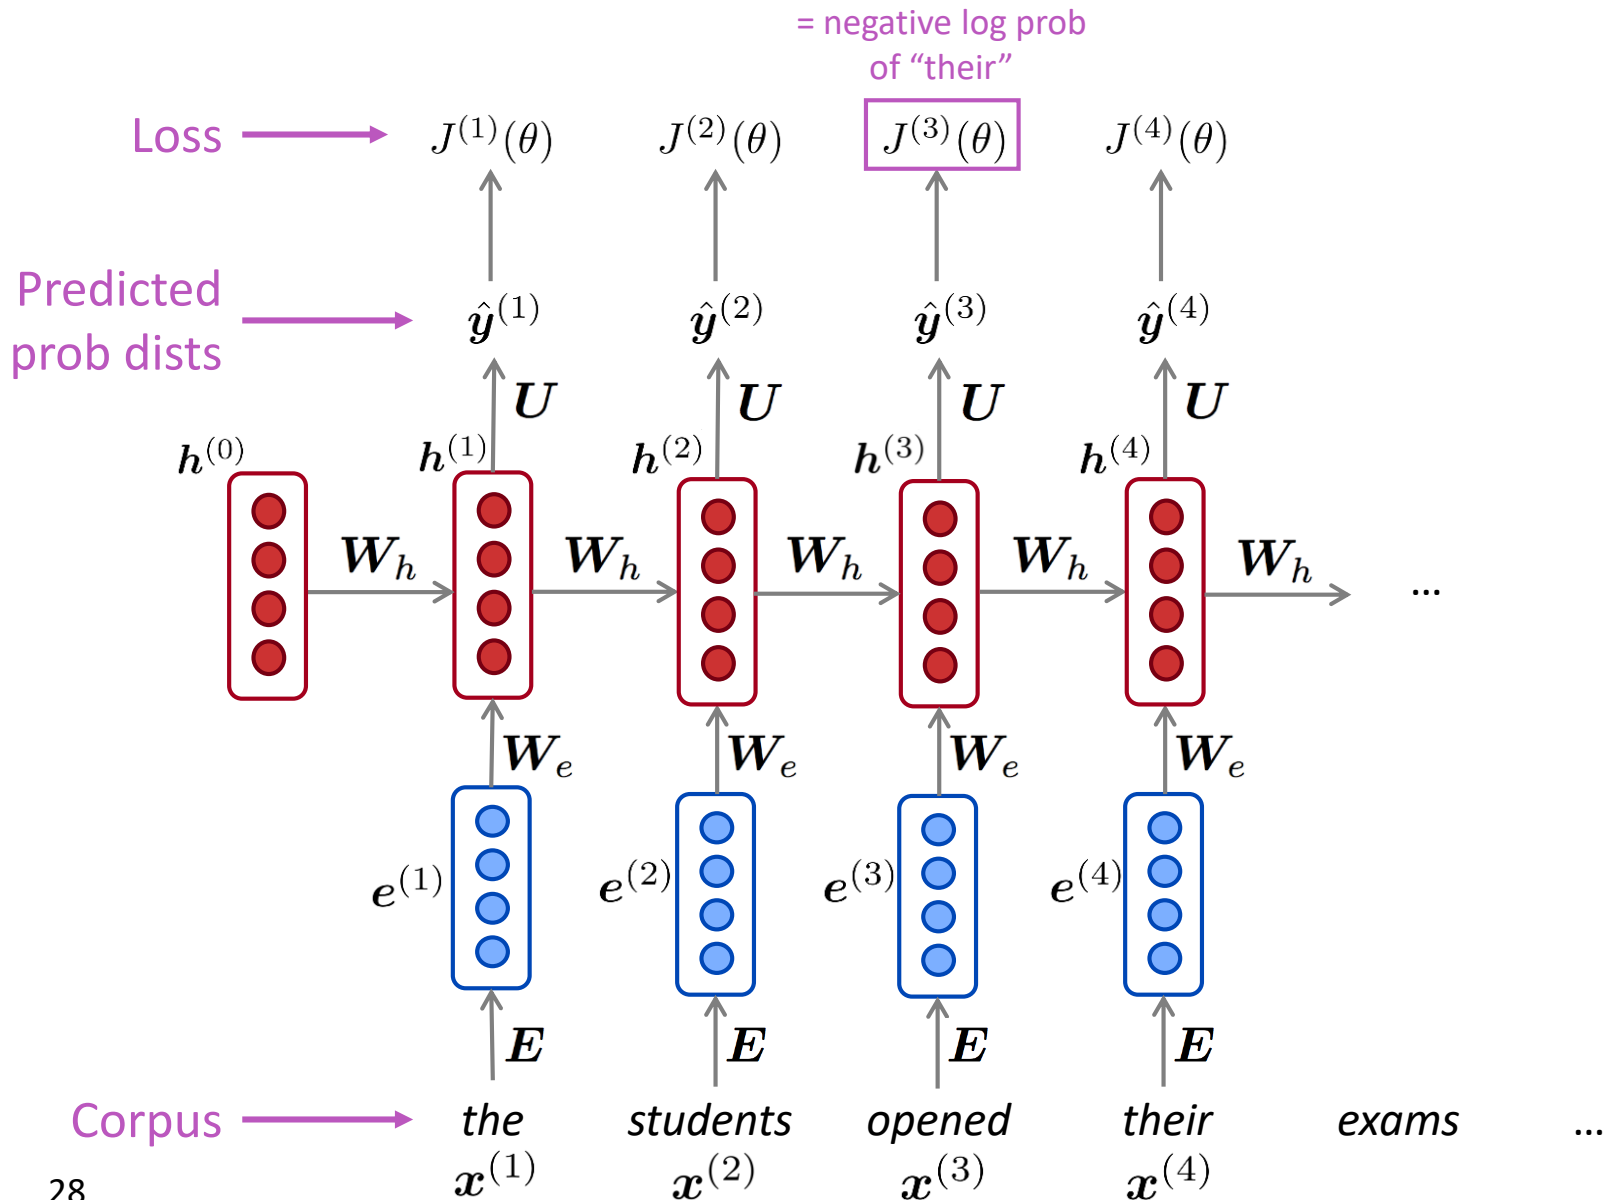 = negative log prob
of “their”
Loss J^{(1)}(θ) J^{(2)}(θ) J^{(3)}(θ) J^{(4)}(θ)
Predicted
prob dists ŷ^{(1)} ŷ^{(2)} ŷ^{(3)} ŷ^{(4)}
U U U U
h^{(0)} h^{(1)} h^{(2)} h^{(3)} h^{(4)}
W_h W_h W_h W_h W_h ...
W_e W_e W_e W_e
e^{(1)} e^{(2)} e^{(3)} e^{(4)}
E E E E
Corpus the students opened their exams ...
x^{(1)} x^{(2)} x^{(3)} x^{(4)}
28